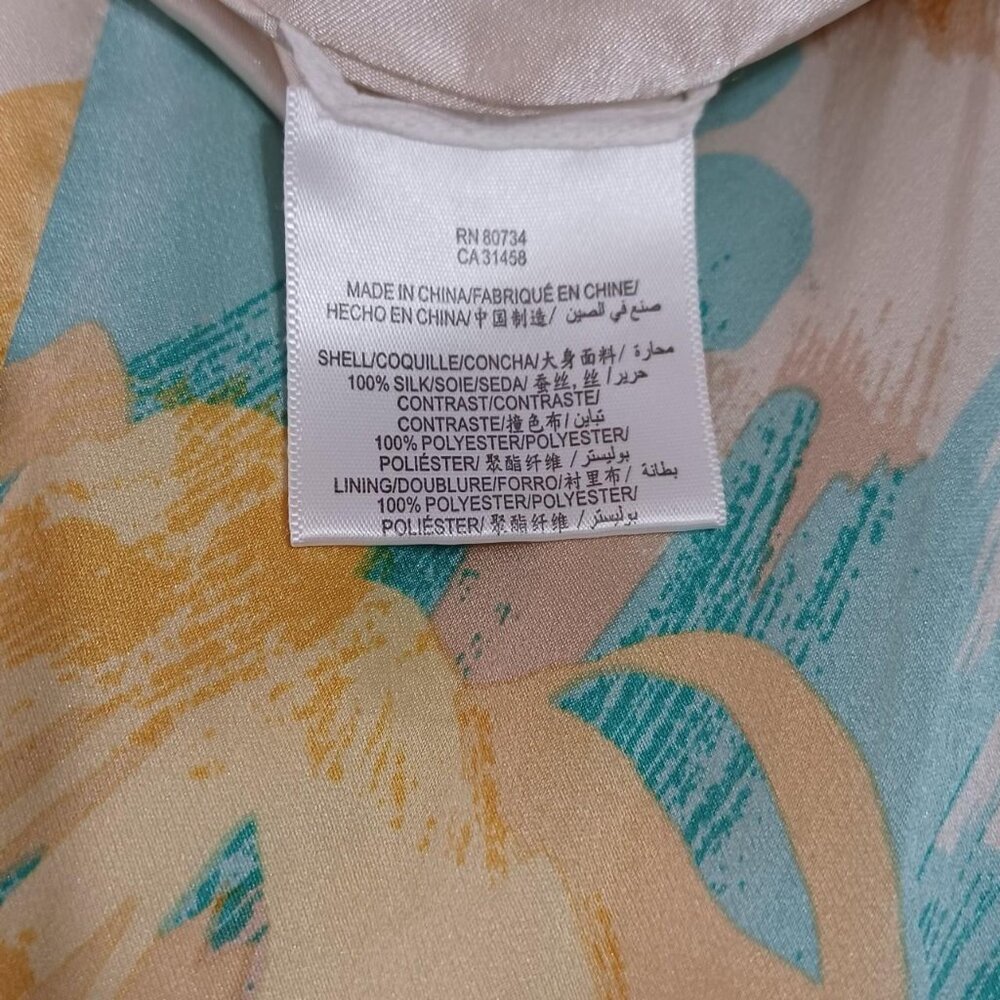 RN 80734
CA 31458
MADE IN CHINA/FABRIQUÉ EN CHINE/
HECHO EN CHINA/中国制造/ صنع في الصين
SHELL/COQUILLE/CONCHA/大身面料/ محارة
100% SILK/SOIE/SEDA/ 蚕丝, 丝/ حرير
CONTRAST/CONTRASTE/
CONTRASTE/撞色布/ تباين
100% POLYESTER/POLYESTER/
POLIÉSTER/ 聚酯纤维 / بوليستر
LINING/DOUBLURE/FORRO/衬里布/ بطانة
100% POLYESTER/POLYESTER/
POLIÉSTER/ 聚酯纤维 / بوليستر